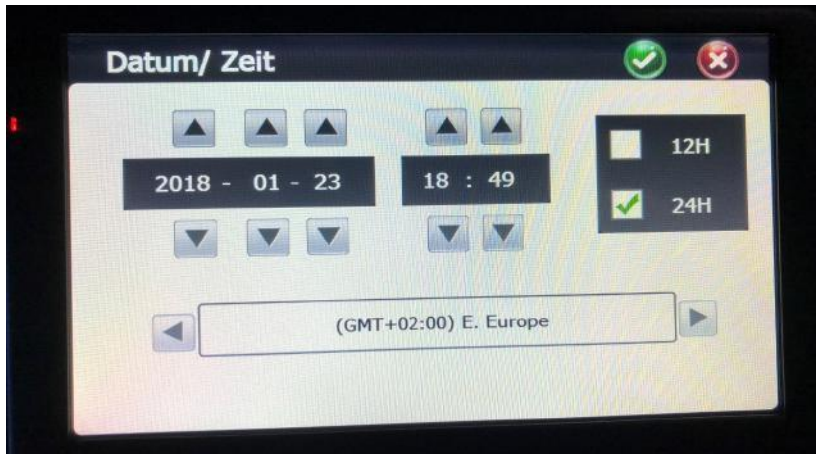 Datum/ Zeit
2018 - 01 - 23
18 : 49
12H
24H
(GMT+02:00) E. Europe